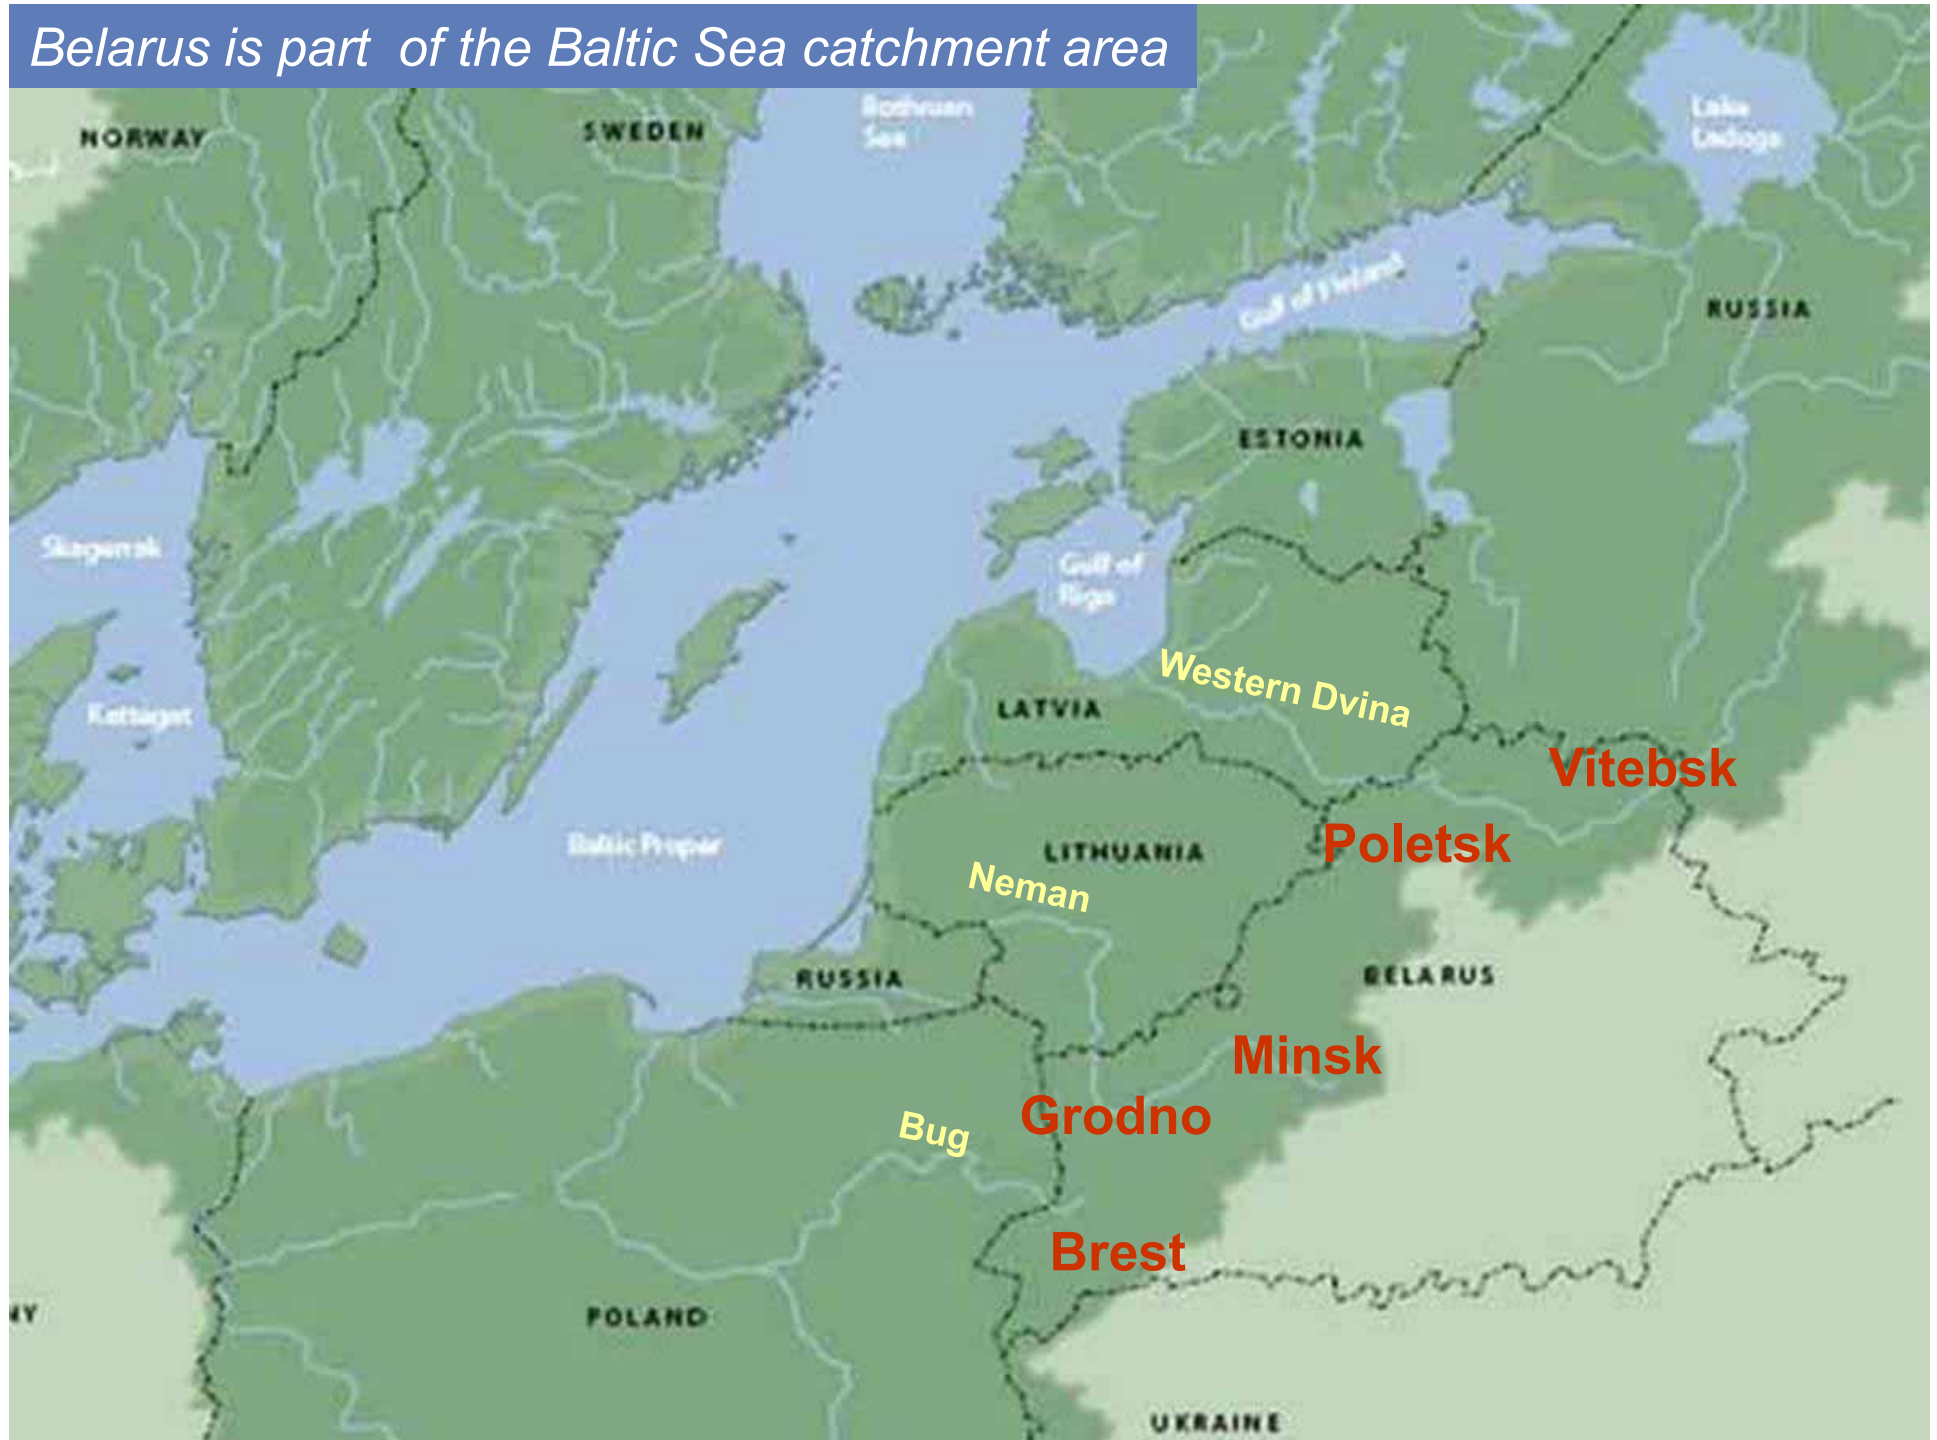 Belarus is part of the Baltic Sea catchment area
NORWAY
SWEDEN
Bothnian
Sea
Lake
Ladoga
Gulf of Finland
RUSSIA
ESTONIA
Skagerrak
Gulf of
Riga
Western Dvina
LATVIA
Kattegat
Vitebsk
Baltic Proper
LITHUANIA
Poletsk
Neman
RUSSIA
BELARUS
Minsk
Grodno
Bug
Brest
NY
POLAND
UKRAINE